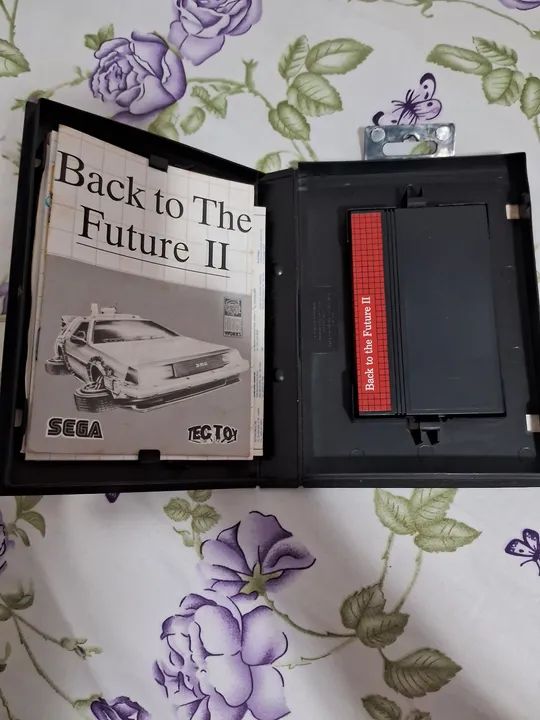 Back to The
Future II
SEGA
TEC TOY
Back to the Future II